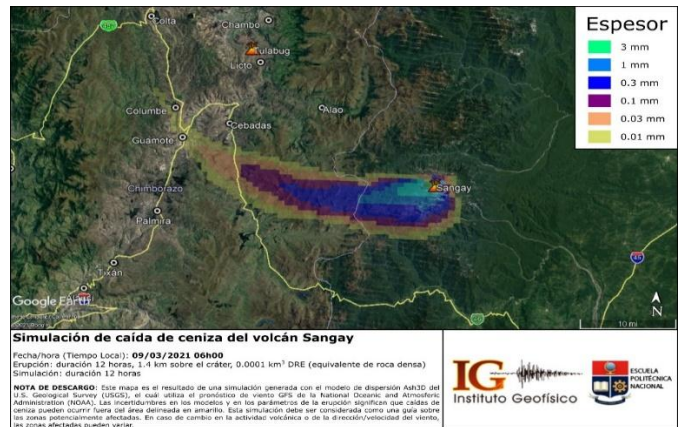 Colta
Chambo
Tulabug
Licto
Espesor
3 mm
1 mm
0.3 mm
0.1 mm
0.03 mm
0.01 mm
Columbe
Alao
Cebadas
Guamote
Sangay
Chimborazo
Palmira
Tixán
45
Google Earth
N
10 mi
Simulación de caída de ceniza del volcán Sangay
Fecha/hora (Tiempo Local): 09/03/2021 06h00
Erupción: duración 12 horas, 1.4 km sobre el cráter, 0.0001 km³ DRE (equivalente de roca densa)
Simulación: duración 12 horas
NOTA DE DESCARGO: Este mapa es el resultado de una simulación generada con el modelo de dispersión Ash3D del
U.S. Geological Survey (USGS), el cuál utiliza el pronóstico de viento GFS de la National Oceanic and Atmosferic
Administration (NOAA). Las incertidumbres en los modelos y en los parámetros de la erupción significan que caídas de
ceniza pueden ocurrir fuera del área delineada en amarillo. Esta simulación debe ser considerada como una guía sobre
las zonas potencialmente afectadas. En caso de cambio en la actividad volcánica o de la dirección/velocidad del viento,
las zonas afectadas pueden variar.
IG
Instituto Geofísico
ESCUELA
POLITÉCNICA
NACIONAL